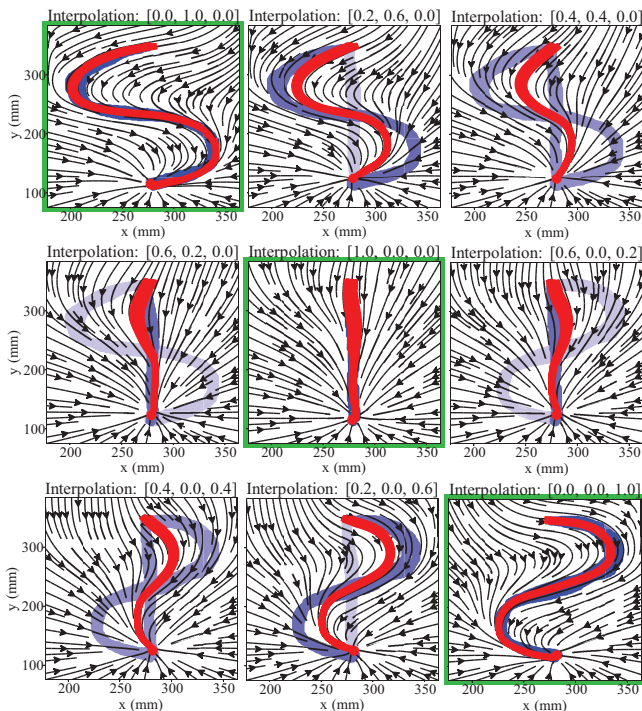 Interpolation: [0.0, 1.0, 0.0] Interpolation: [0.2, 0.6, 0.0] Interpolation: [0.4, 0.4, 0.0]
y (mm)
300
200
100
200 250 300 350 200 250 300 350 200 250 300 350
x (mm) x (mm) x (mm)
Interpolation: [0.6, 0.2, 0.0] Interpolation: [1.0, 0.0, 0.0] Interpolation: [0.6, 0.0, 0.2]
y (mm)
300
200
100
200 250 300 350 200 250 300 350 200 250 300 350
x (mm) x (mm) x (mm)
Interpolation: [0.4, 0.0, 0.4] Interpolation: [0.2, 0.0, 0.6] Interpolation: [0.0, 0.0, 1.0]
y (mm)
300
200
100
200 250 300 350 200 250 300 350 200 250 300 350
x (mm) x (mm) x (mm)